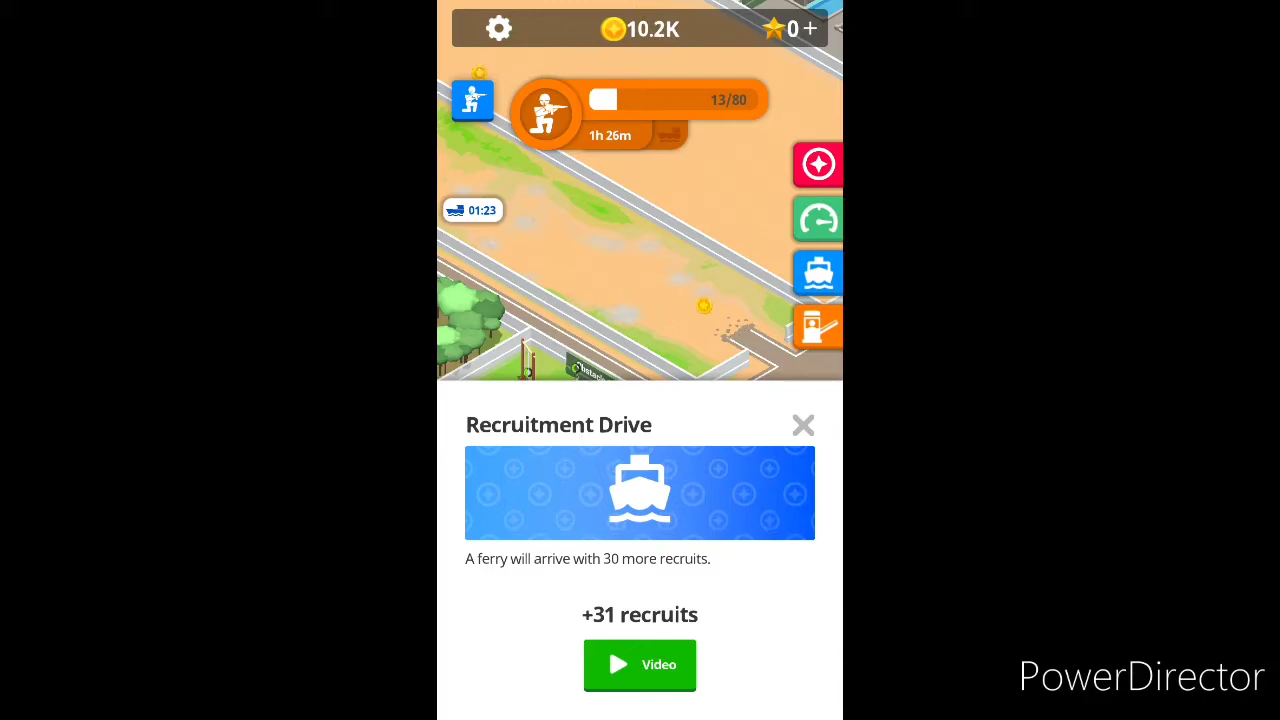 10.2K
0 +
13/80
1h 26m
01:23
Recruitment Drive
A ferry will arrive with 30 more recruits.
+31 recruits
Video
PowerDirector